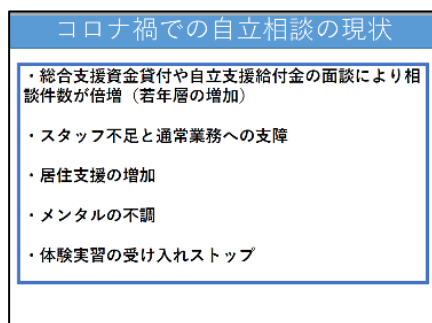 コロナ禍での自立相談の現状
・総合支援資金貸付や自立支援給付金の面談により相
談件数が倍増（若年層の増加）
・スタッフ不足と通常業務への支障
・居住支援の増加
・メンタルの不調
・体験実習の受け入れストップ